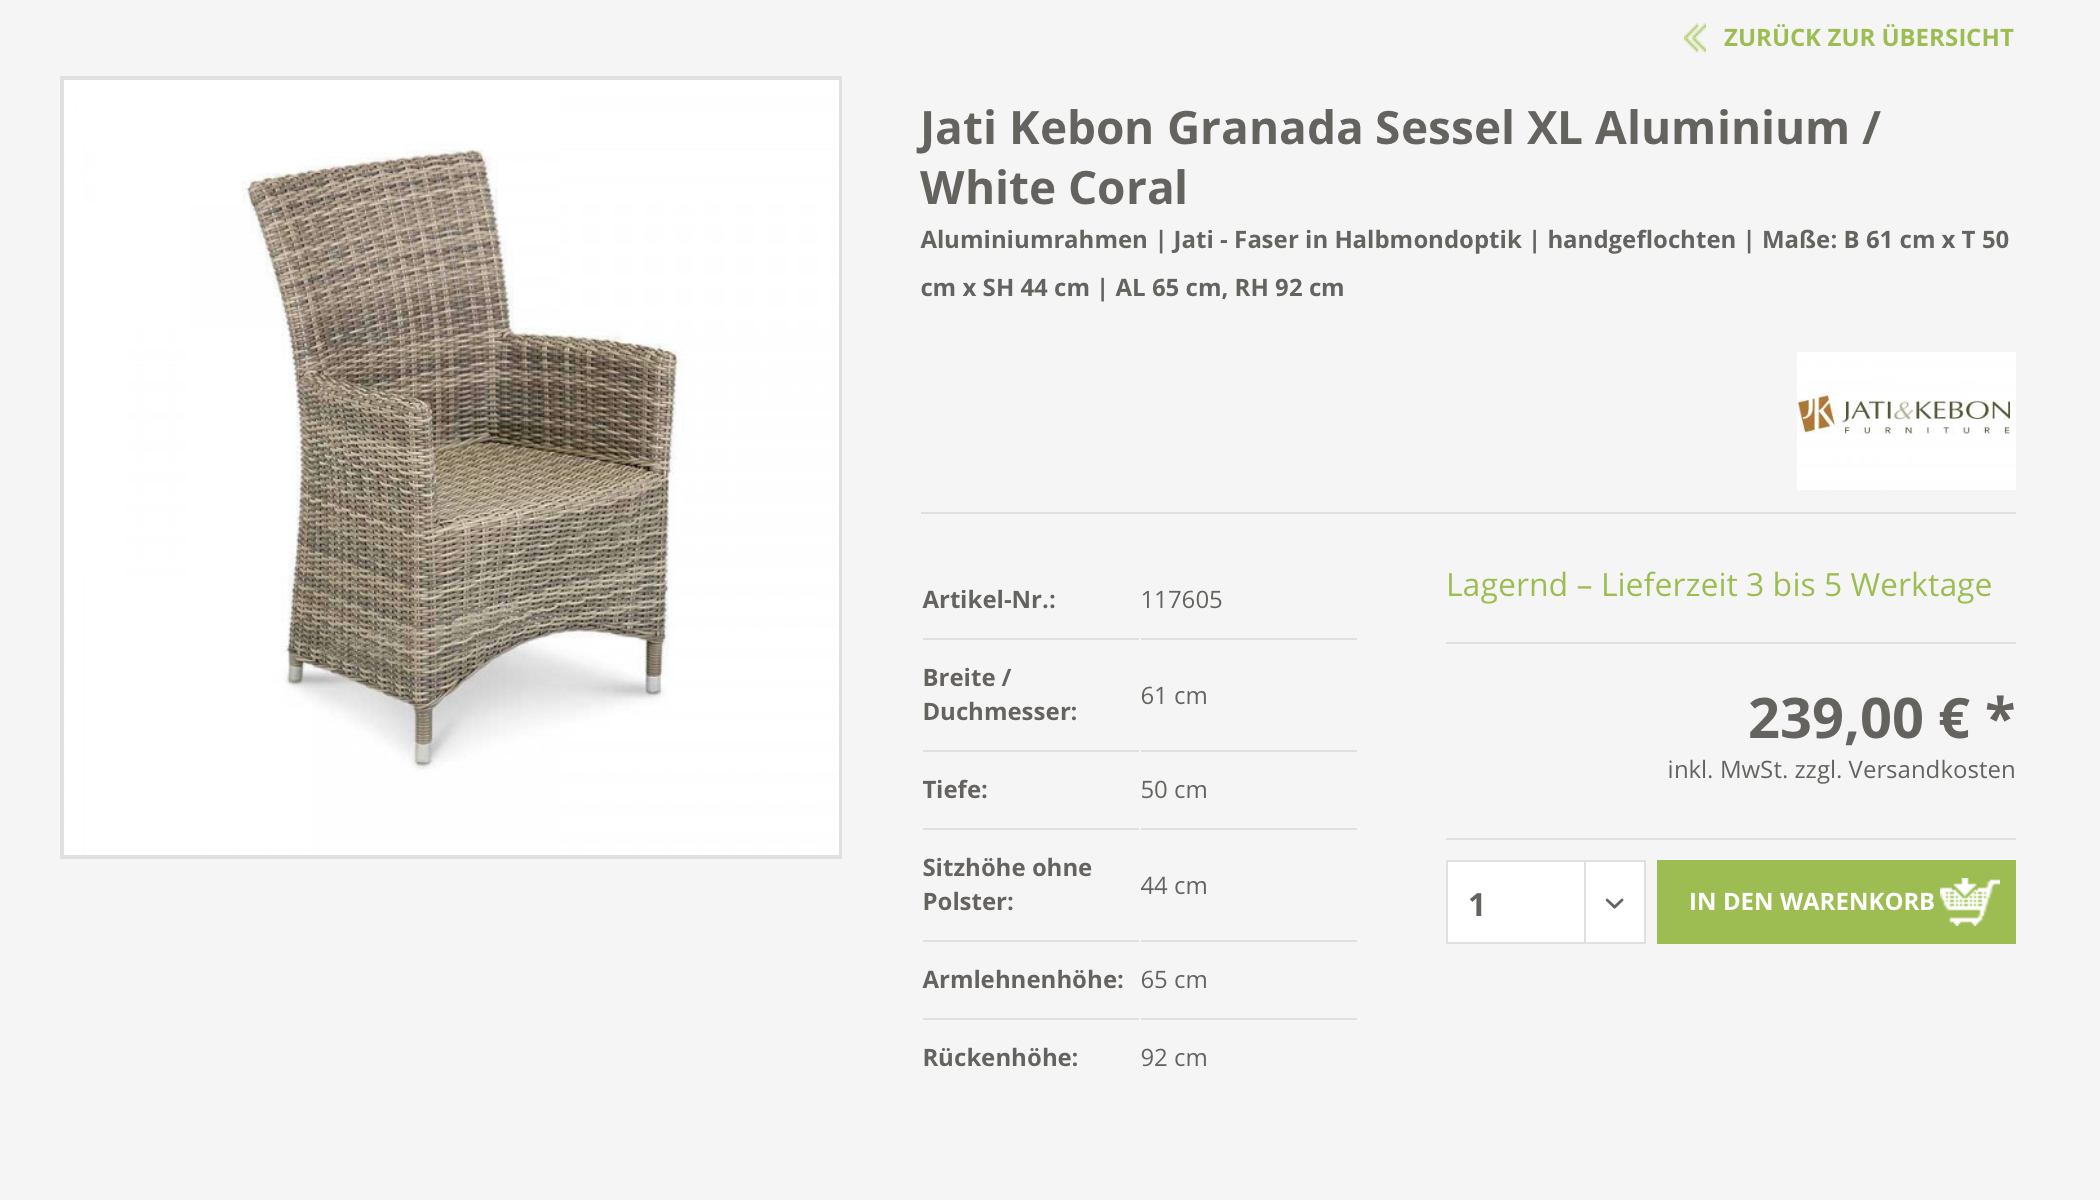 ZURÜCK ZUR ÜBERSICHT
Jati Kebon Granada Sessel XL Aluminium /
White Coral
Aluminiumrahmen | Jati - Faser in Halbmondoptik | handgeflochten | Maße: B 61 cm x T 50
cm x SH 44 cm | AL 65 cm, RH 92 cm
JK JATI&KEBON
FURNITURE
Artikel-Nr.: 117605
Breite /
Duchmesser: 61 cm
Tiefe: 50 cm
Sitzhöhe ohne
Polster: 44 cm
Armlehnenhöhe: 65 cm
Rückenhöhe: 92 cm
Lagernd – Lieferzeit 3 bis 5 Werktage
239,00 € *
inkl. MwSt. zzgl. Versandkosten
1
IN DEN WARENKORB